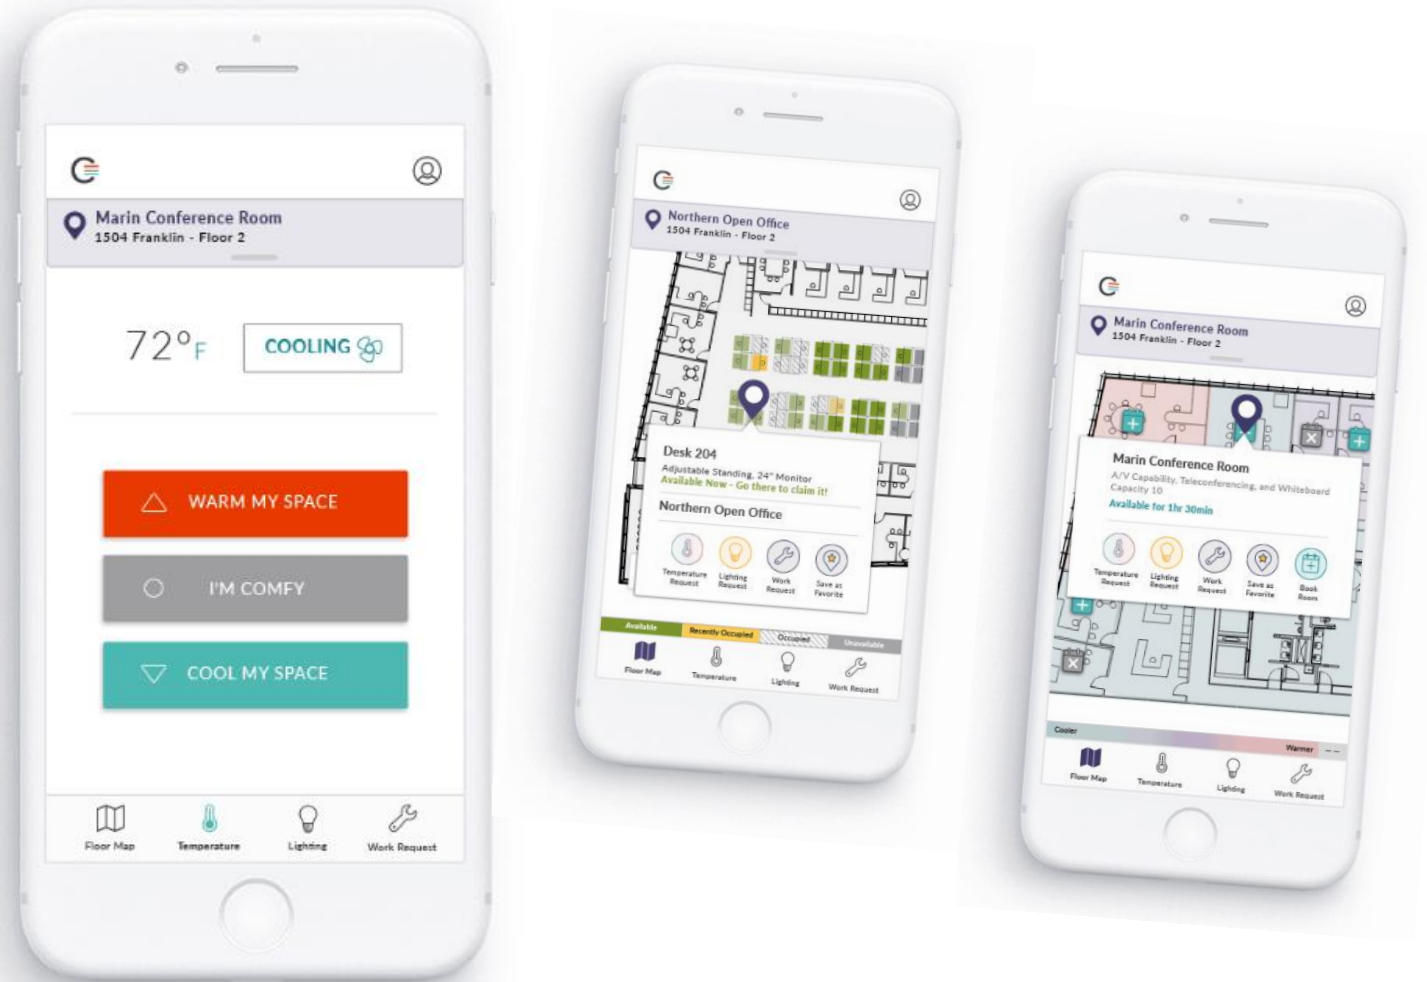 Marin Conference Room
1504 Franklin - Floor 2
72°F
COOLING
WARM MY SPACE
I'M COMFY
COOL MY SPACE
Floor Map
Temperature
Lighting
Work Request
Northern Open Office
1504 Franklin - Floor 2
Desk 204
Adjustable Standing, 24" Monitor
Available Now - Go there to claim it!
Northern Open Office
Temperature Request
Lighting Request
Work Request
Save as Favorite
Available
Recently Occupied
Occupied
Unavailable
Floor Map
Temperature
Lighting
Work Request
Marin Conference Room
1504 Franklin - Floor 2
Marin Conference Room
A/V Capability, Teleconferencing, and Whiteboard
Capacity 10
Available for 1hr 30min
Temperature Request
Lighting Request
Work Request
Save as Favorite
Book Room
Cooler
Warmer
Floor Map
Temperature
Lighting
Work Request